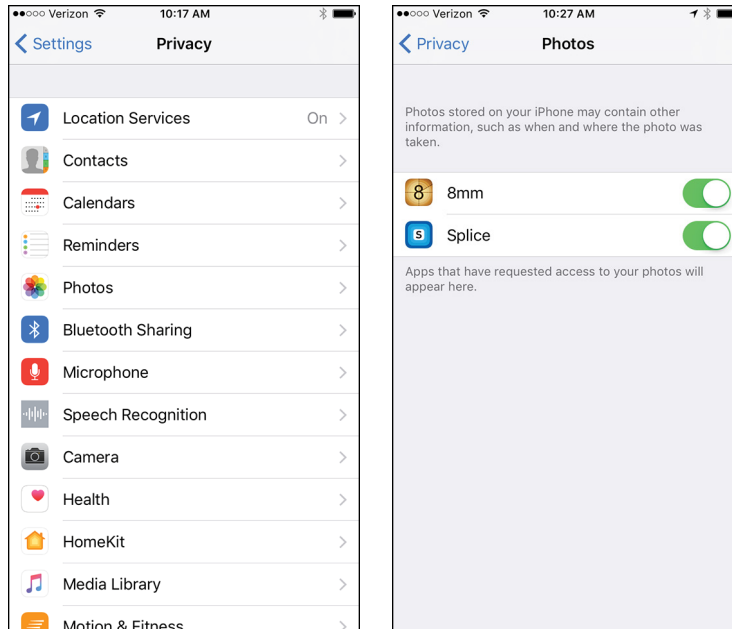 Verizon 10:17 AM
Settings Privacy
Location Services On
Contacts
Calendars
Reminders
Photos
Bluetooth Sharing
Microphone
Speech Recognition
Camera
Health
HomeKit
Media Library
Motion & Fitness
Verizon 10:27 AM
Privacy Photos
Photos stored on your iPhone may contain other
information, such as when and where the photo was
taken.
8 8mm
S Splice
Apps that have requested access to your photos will
appear here.